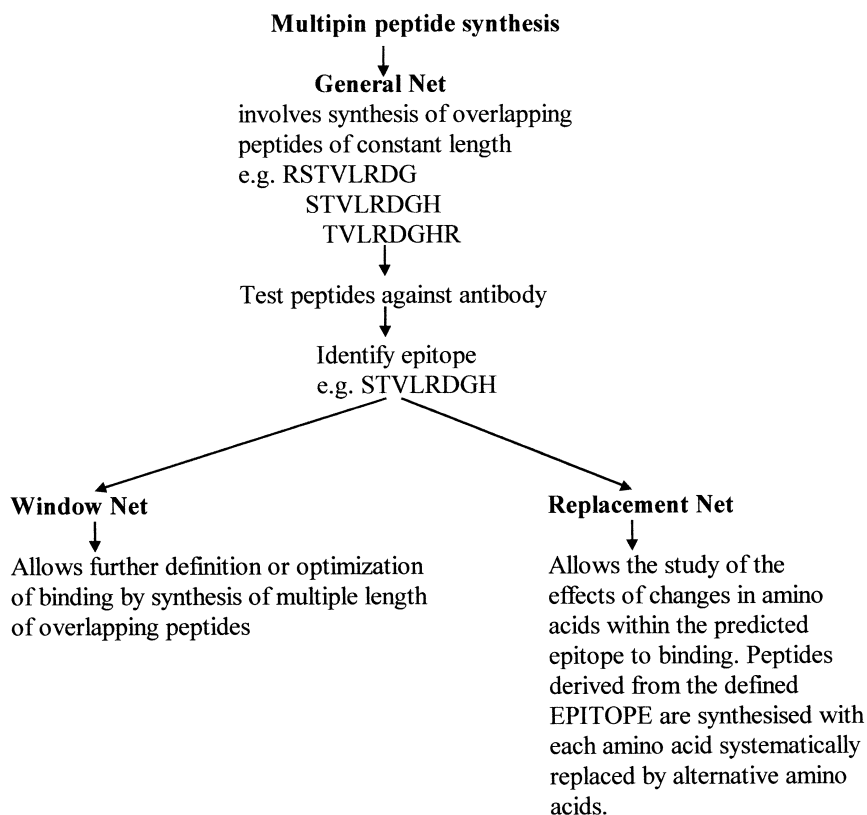 Multipin peptide synthesis
General Net
involves synthesis of overlapping
peptides of constant length
e.g. RSTVLRDG
STVLRDGH
TVLRDGHR
Test peptides against antibody
Identify epitope
e.g. STVLRDGH
Window Net
Allows further definition or optimization
of binding by synthesis of multiple length
of overlapping peptides
Replacement Net
Allows the study of the
effects of changes in amino
acids within the predicted
epitope to binding. Peptides
derived from the defined
EPITOPE are synthesised with
each amino acid systematically
replaced by alternative amino
acids.